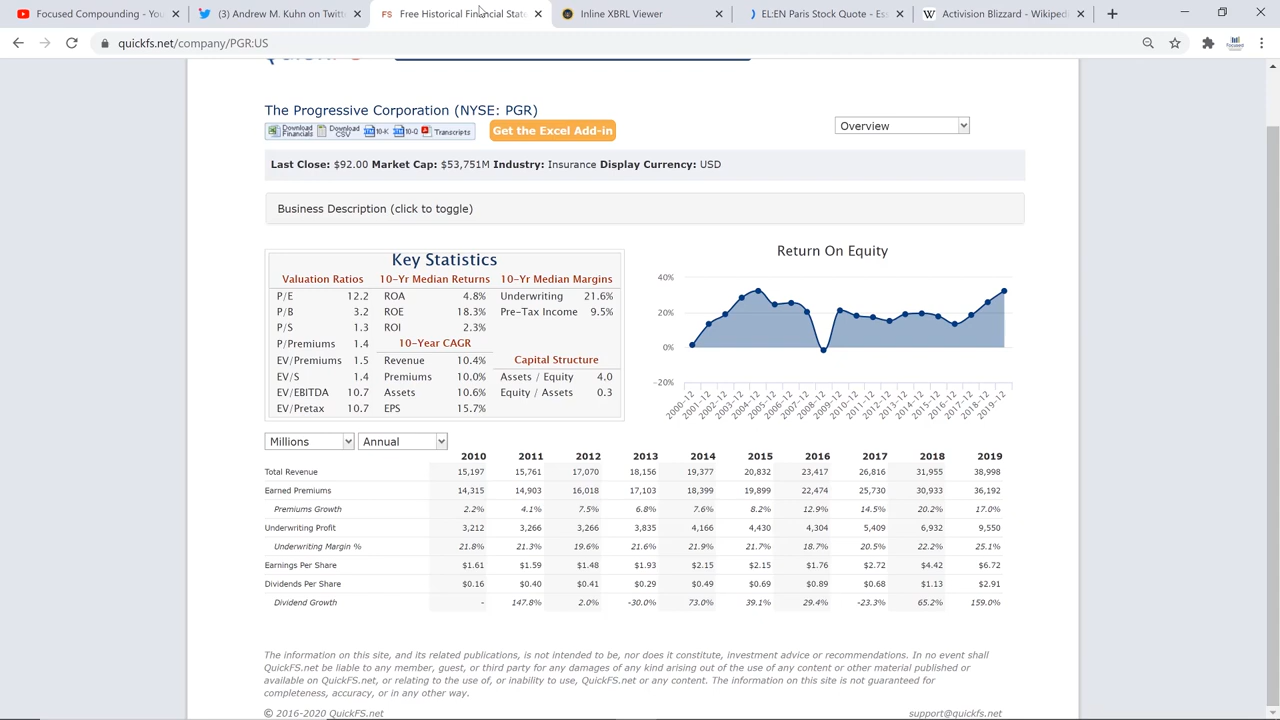 Focused Compounding - You
(3) Andrew M. Kuhn on Twitt
Free Historical Financial State
Inline XBRL Viewer
EL:EN Paris Stock Quote - Ess
Activision Blizzard - Wikipedi
quickfs.net/company/PGR:US
The Progressive Corporation (NYSE: PGR)
Download Financials Download CSV 10-K 10-Q Transcripts
Get the Excel Add-in
Overview
Last Close: $92.00 Market Cap: $53,751M Industry: Insurance Display Currency: USD
Business Description (click to toggle)
Key Statistics
Valuation Ratios 10-Yr Median Returns 10-Yr Median Margins
P/E 12.2 ROA 4.8% Underwriting 21.6%
P/B 3.2 ROE 18.3% Pre-Tax Income 9.5%
P/S 1.3 ROI 2.3%
P/Premiums 1.4 10-Year CAGR
EV/Premiums 1.5 Revenue 10.4% Capital Structure
EV/S 1.4 Premiums 10.0% Assets / Equity 4.0
EV/EBITDA 10.7 Assets 10.6% Equity / Assets 0.3
EV/Pretax 10.7 EPS 15.7%
Return On Equity
40%
20%
0%
-20%
2000-12 2001-12 2002-12 2003-12 2004-12 2005-12 2006-12 2007-12 2008-12 2009-12 2010-12 2011-12 2012-12 2013-12 2014-12 2015-12 2016-12 2017-12 2018-12 2019-12
Millions Annual
2010 2011 2012 2013 2014 2015 2016 2017 2018 2019
Total Revenue 15,197 15,761 17,070 18,156 19,377 20,832 23,417 26,816 31,955 38,998
Earned Premiums 14,315 14,903 16,018 17,103 18,399 19,899 22,474 25,730 30,933 36,192
Premiums Growth 2.2% 4.1% 7.5% 6.8% 7.6% 8.2% 12.9% 14.5% 20.2% 17.0%
Underwriting Profit 3,212 3,266 3,266 3,835 4,166 4,430 4,304 5,409 6,932 9,550
Underwriting Margin % 21.8% 21.3% 19.6% 21.6% 21.9% 21.7% 18.7% 20.5% 22.2% 25.1%
Earnings Per Share $1.61 $1.59 $1.48 $1.93 $2.15 $2.15 $1.76 $2.72 $4.42 $6.72
Dividends Per Share $0.16 $0.40 $0.41 $0.29 $0.49 $0.69 $0.89 $0.68 $1.13 $2.91
Dividend Growth - 147.8% 2.0% -30.0% 73.0% 39.1% 29.4% -23.3% 65.2% 159.0%
The information on this site, and its related publications, is not intended to be, nor does it constitute, investment advice or recommendations. In no event shall
QuickFS.net be liable to any member, guest, or third party for any damages of any kind arising out of the use of any content or other material published or
available on QuickFS.net, or relating to the use of, or inability to use, QuickFS.net or any content. The information on this site is not guaranteed for
completeness, accuracy, or in any other way.
© 2016-2020 QuickFS.net support@quickfs.net